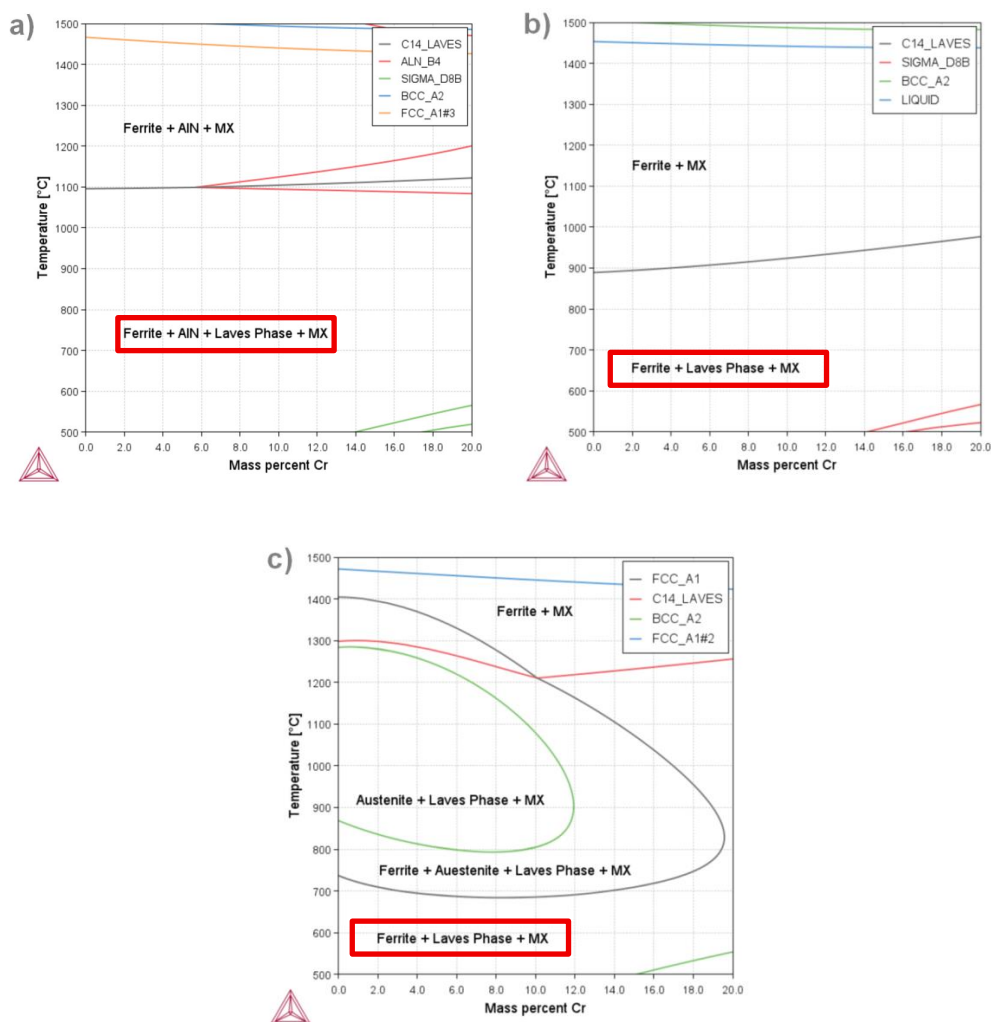 a)
1500
1400
1300
1200
1100
1000
900
800
700
600
500
Temperature [°C]
C14_LAVES
ALN_B4
SIGMA_D8B
BCC_A2
FCC_A1#3
Ferrite + AlN + MX
Ferrite + AlN + Laves Phase + MX
0.0 2.0 4.0 6.0 8.0 10.0 12.0 14.0 16.0 18.0 20.0
Mass percent Cr
b)
1500
1400
1300
1200
1100
1000
900
800
700
600
500
Temperature [°C]
C14_LAVES
SIGMA_D8B
BCC_A2
LIQUID
Ferrite + MX
Ferrite + Laves Phase + MX
0.0 2.0 4.0 6.0 8.0 10.0 12.0 14.0 16.0 18.0 20.0
Mass percent Cr
c)
1500
1400
1300
1200
1100
1000
900
800
700
600
500
Temperature [°C]
FCC_A1
C14_LAVES
BCC_A2
FCC_A1#2
Ferrite + MX
Austenite + Laves Phase + MX
Ferrite + Auestenite + Laves Phase + MX
Ferrite + Laves Phase + MX
0.0 2.0 4.0 6.0 8.0 10.0 12.0 14.0 16.0 18.0 20.0
Mass percent Cr